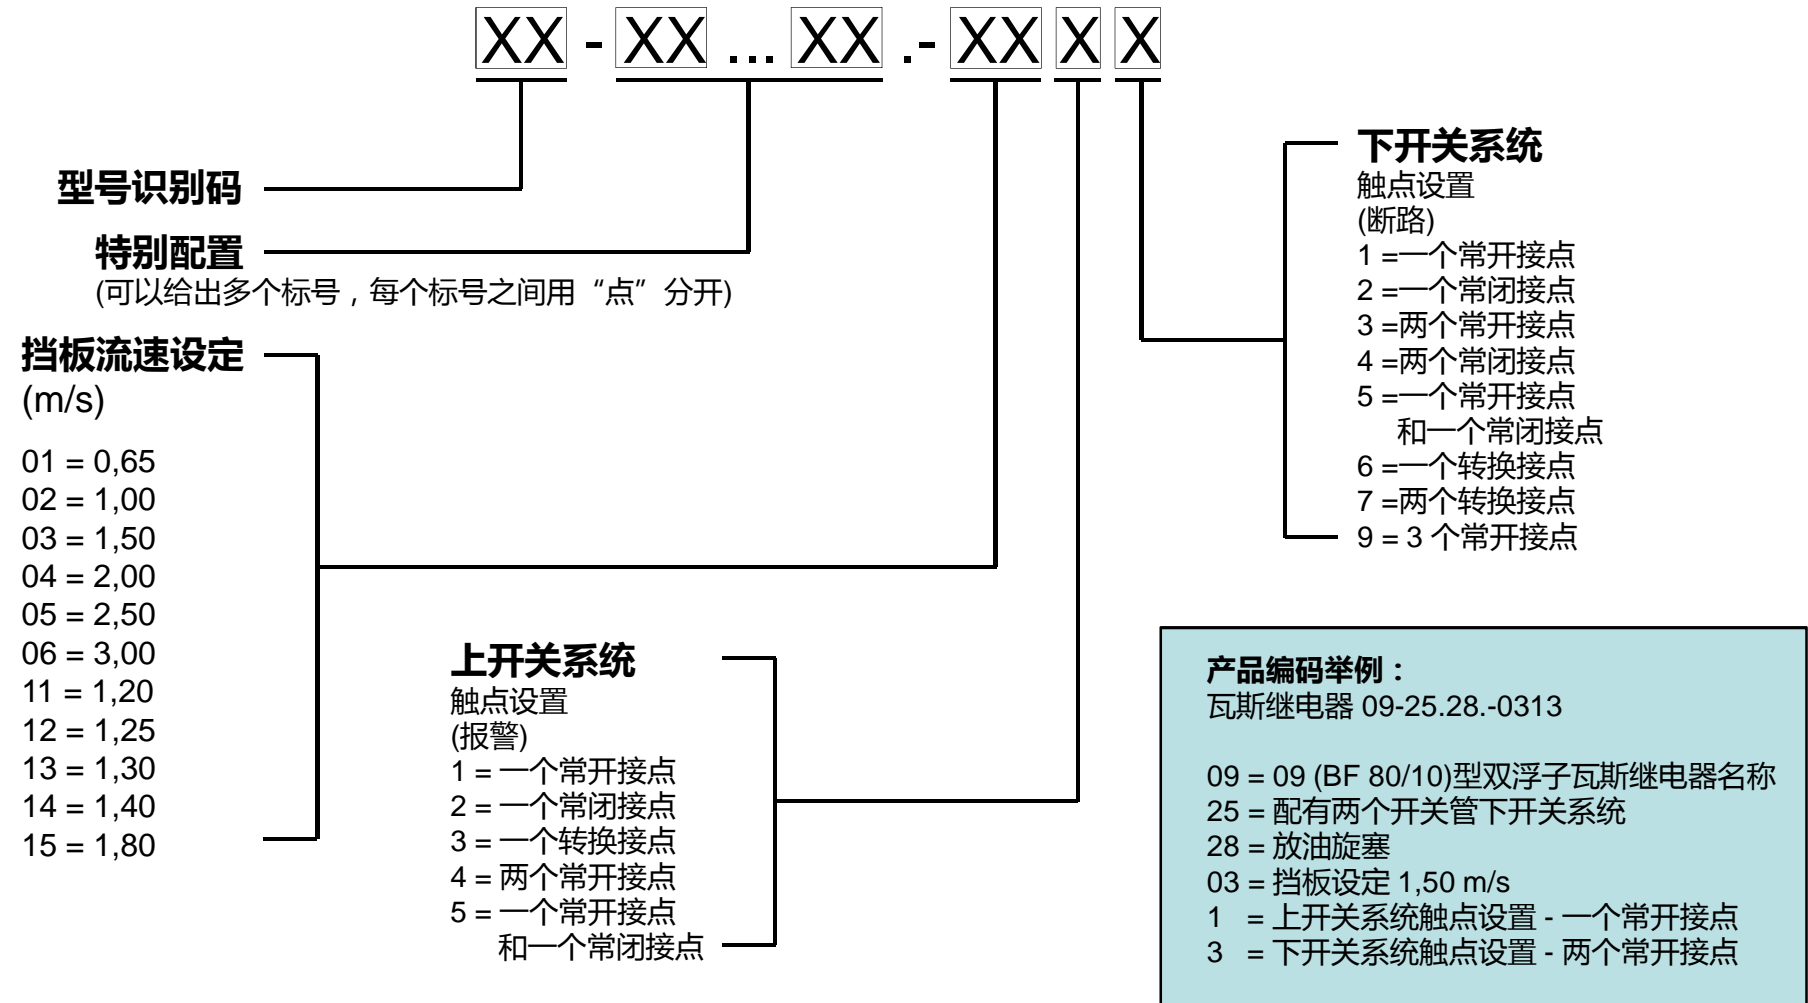 XX - XX ... XX .- XX X X
型号识别码
特别配置
(可以给出多个标号，每个标号之间用“点”分开)
挡板流速设定
(m/s)
01 = 0,65
02 = 1,00
03 = 1,50
04 = 2,00
05 = 2,50
06 = 3,00
11 = 1,20
12 = 1,25
13 = 1,30
14 = 1,40
15 = 1,80
上开关系统
触点设置
(报警)
1 = 一个常开接点
2 = 一个常闭接点
3 = 一个转换接点
4 = 两个常开接点
5 = 一个常开接点
和一个常闭接点
下开关系统
触点设置
(断路)
1 =一个常开接点
2 =一个常闭接点
3 =两个常开接点
4 =两个常闭接点
5 =一个常开接点
和一个常闭接点
6 =一个转换接点
7 =两个转换接点
9 = 3 个常开接点
产品编码举例：
瓦斯继电器 09-25.28.-0313
09 = 09 (BF 80/10)型双浮子瓦斯继电器名称
25 = 配有两个开关管下开关系统
28 = 放油旋塞
03 = 挡板设定 1,50 m/s
1 = 上开关系统触点设置 - 一个常开接点
3 = 下开关系统触点设置 - 两个常开接点